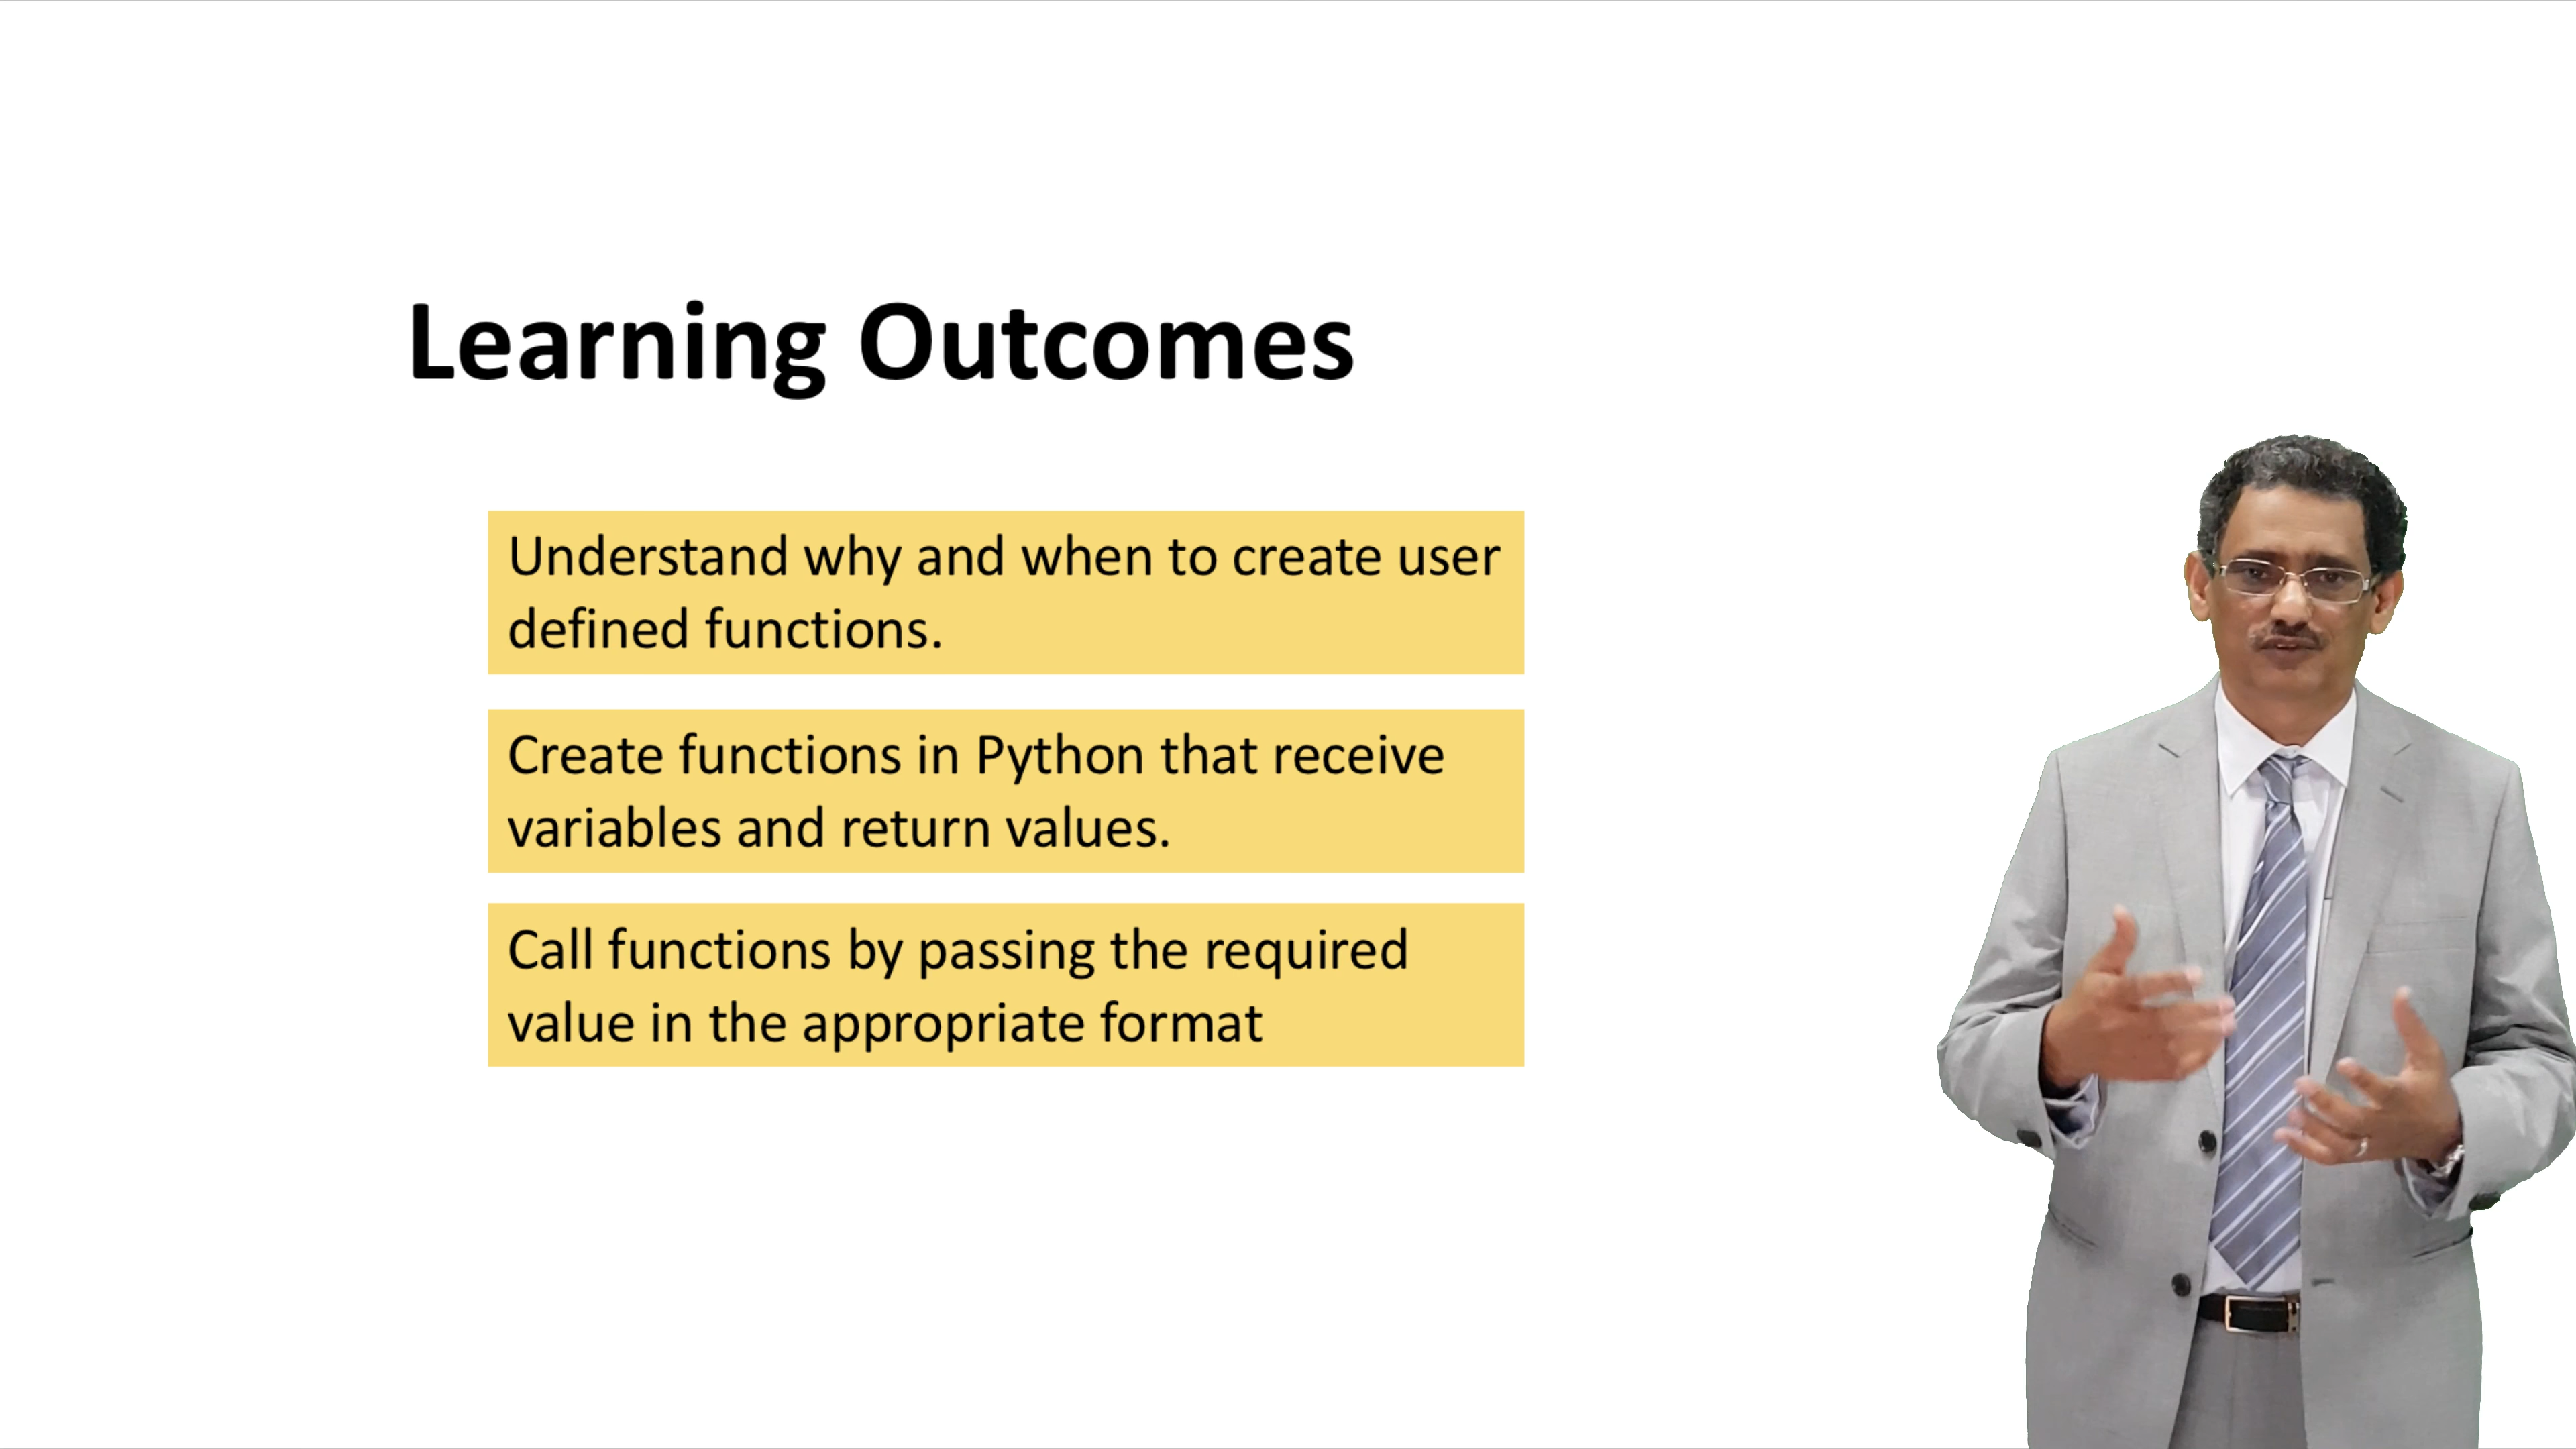 Learning Outcomes
Understand why and when to create user
defined functions.
Create functions in Python that receive
variables and return values.
Call functions by passing the required
value in the appropriate format